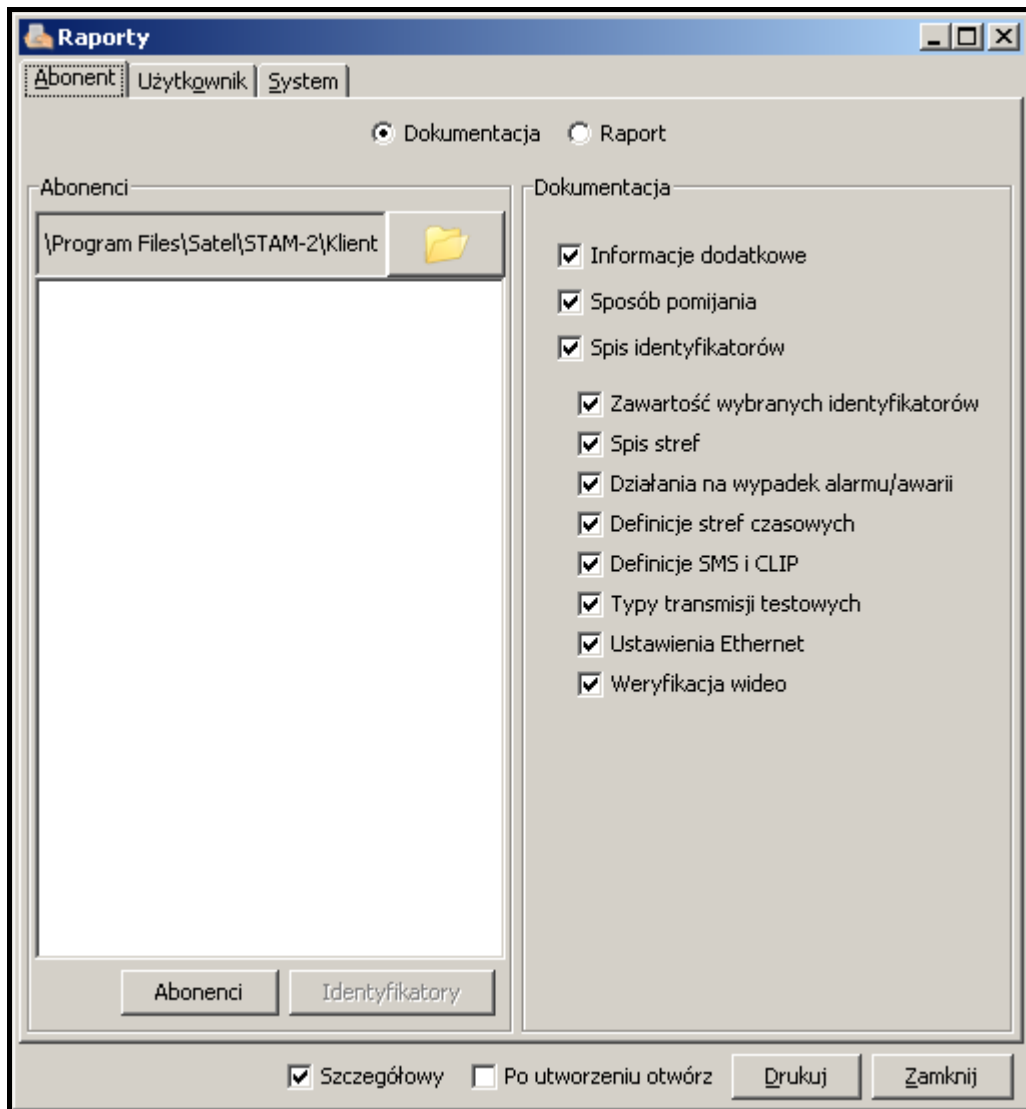 Raporty
Abonent Użytkownik System
Dokumentacja Raport
Abonenci
\Program Files\Satel\STAM-2\Klient
Abonenci Identyfikatory
Dokumentacja
Informacje dodatkowe
Sposób pomijania
Spis identyfikatorów
Zawartość wybranych identyfikatorów
Spis stref
Działania na wypadek alarmu/awarii
Definicje stref czasowych
Definicje SMS i CLIP
Typy transmisji testowych
Ustawienia Ethernet
Weryfikacja wideo
Szczegółowy Po utworzeniu otwórz Drukuj Zamknij